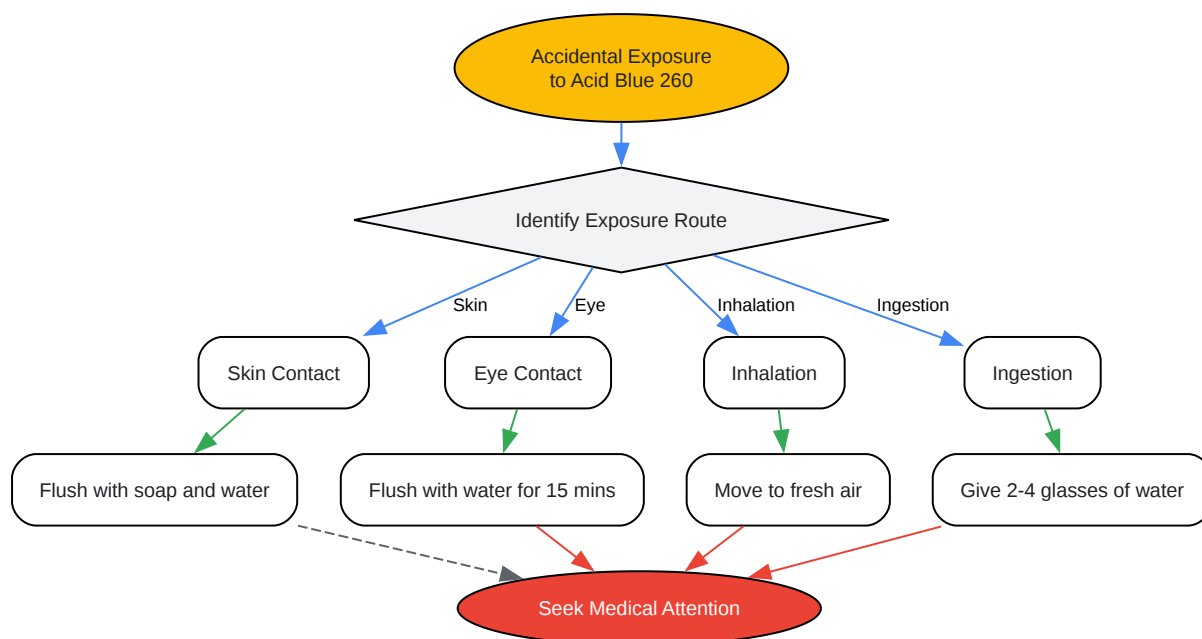 Accidental Exposure
to Acid Blue 260
Identify Exposure Route
Skin
Eye
Inhalation
Ingestion
Skin Contact
Eye Contact
Inhalation
Ingestion
Flush with soap and water
Flush with water for 15 mins
Move to fresh air
Give 2-4 glasses of water
Seek Medical Attention